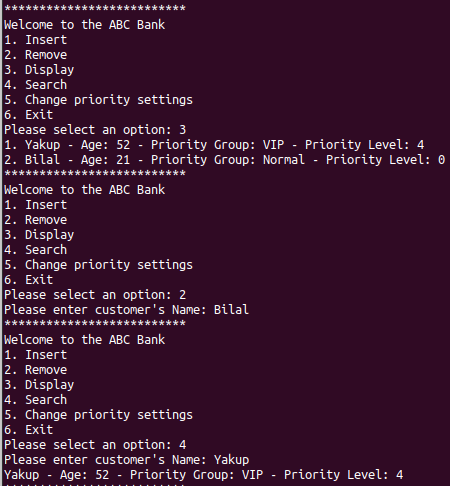 **************************
Welcome to the ABC Bank
1. Insert
2. Remove
3. Display
4. Search
5. Change priority settings
6. Exit
Please select an option: 3
1. Yakup - Age: 52 - Priority Group: VIP - Priority Level: 4
2. Bilal - Age: 21 - Priority Group: Normal - Priority Level: 0
**************************
Welcome to the ABC Bank
1. Insert
2. Remove
3. Display
4. Search
5. Change priority settings
6. Exit
Please select an option: 2
Please enter customer's Name: Bilal
**************************
Welcome to the ABC Bank
1. Insert
2. Remove
3. Display
4. Search
5. Change priority settings
6. Exit
Please select an option: 4
Please enter customer's Name: Yakup
Yakup - Age: 52 - Priority Group: VIP - Priority Level: 4